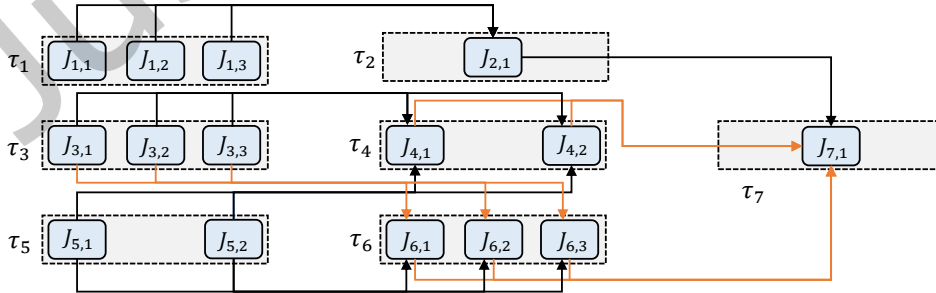 τ₁ J₁,₁ J₁,₂ J₁,₃ τ₂ J₂,₁
τ₃ J₃,₁ J₃,₂ J₃,₃ τ₄ J₄,₁ J₄,₂ J₇,₁
τ₇
τ₅ J₅,₁ J₅,₂ τ₆ J₆,₁ J₆,₂ J₆,₃